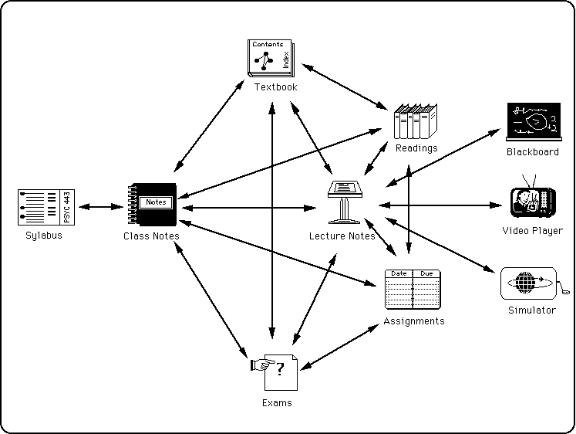 Contents
Index
Textbook
Readings
Blackboard
PSYC 443
Sylabus
Notes
Class Notes
Lecture Notes
Video Player
Date Due
Assignments
Simulator
?
Exams